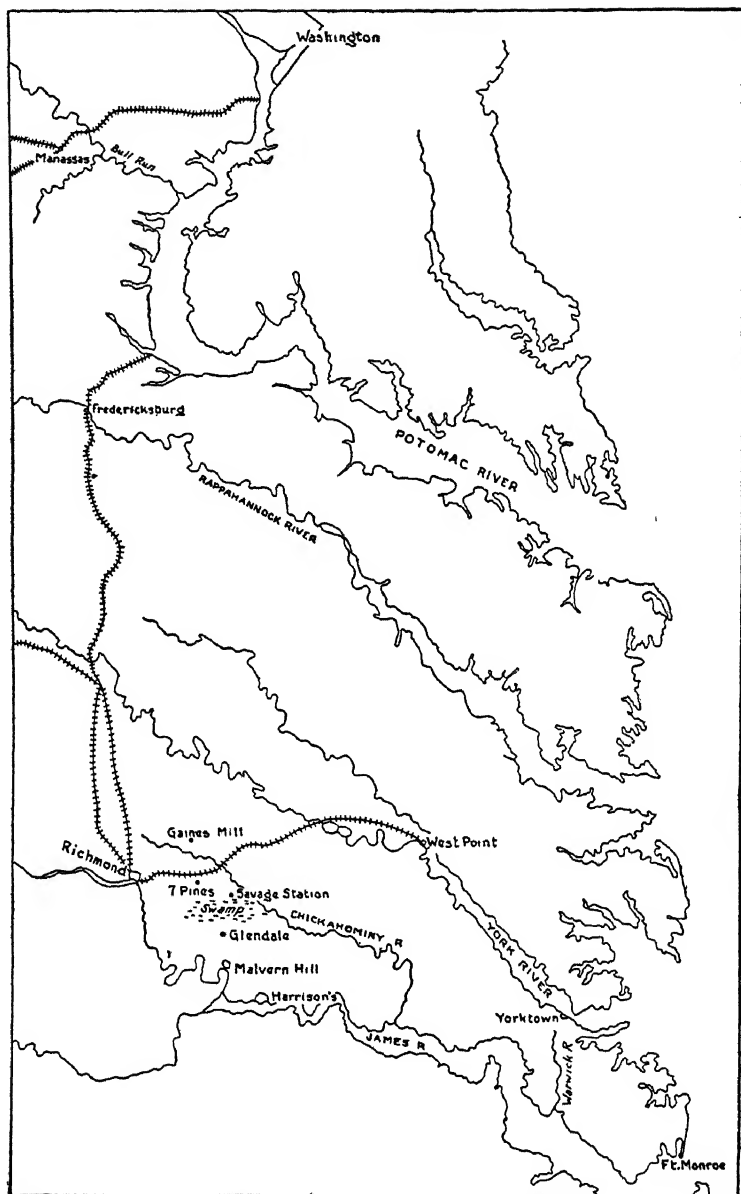 Washington
Manassas
Bull Run
Fredericksburg
POTOMAC RIVER
RAPPAHANNOCK RIVER
Gaines Mill
West Point
Richmond
7 Pines
Savage Station
Swamp
CHICKAHOMINY R
YORK RIVER
Glendale
Malvern Hill
Harrison's
Yorktown
JAMES R
Warwick R
Ft. Monroe